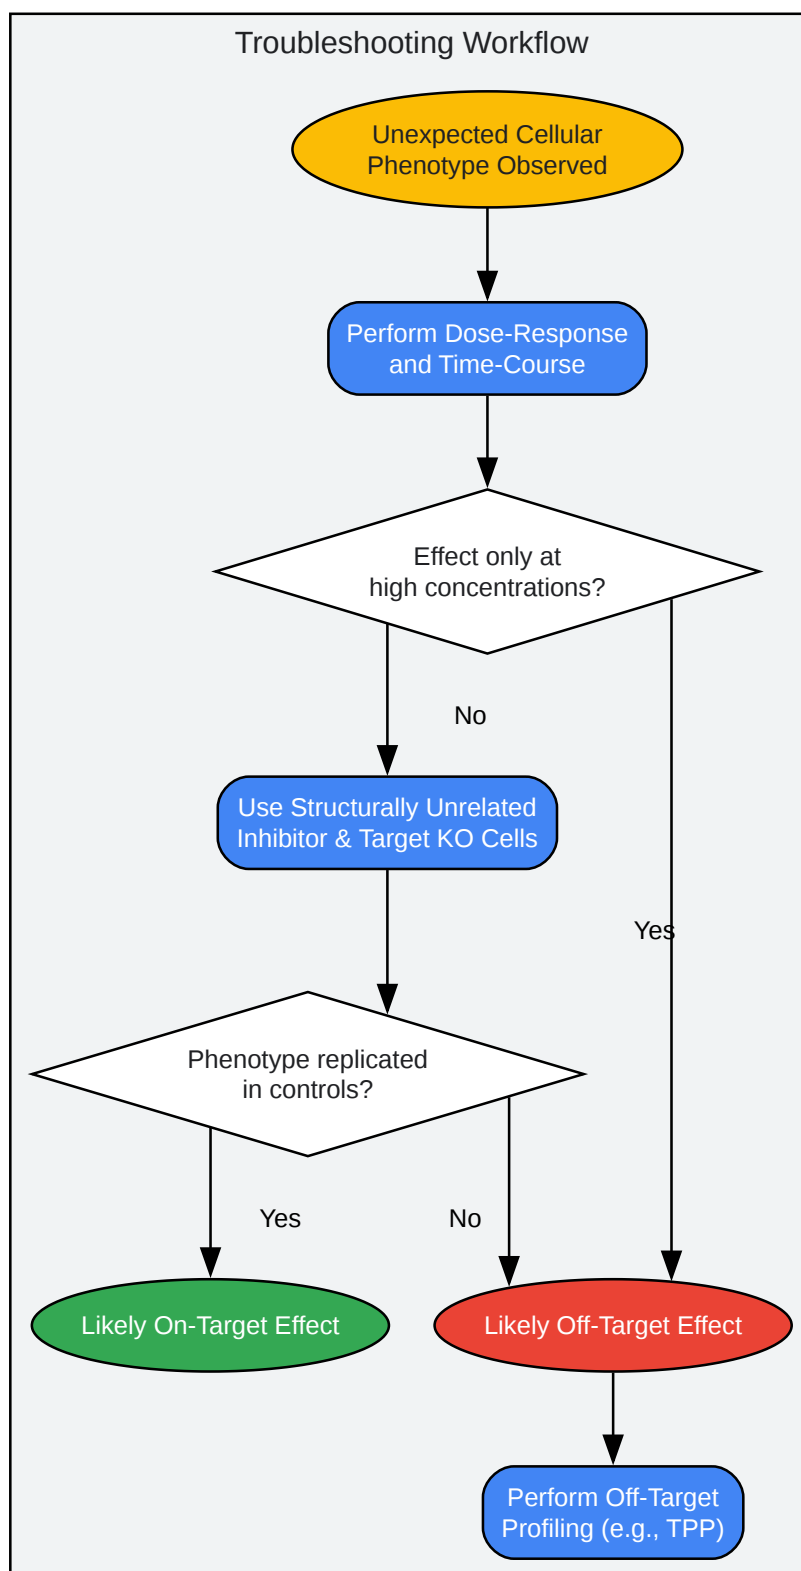 Troubleshooting Workflow
Unexpected Cellular
Phenotype Observed
Perform Dose-Response
and Time-Course
Effect only at
high concentrations?
No
Use Structurally Unrelated
Inhibitor & Target KO Cells
Yes
Phenotype replicated
in controls?
Yes
No
Likely On-Target Effect
Likely Off-Target Effect
Perform Off-Target
Profiling (e.g., TPP)